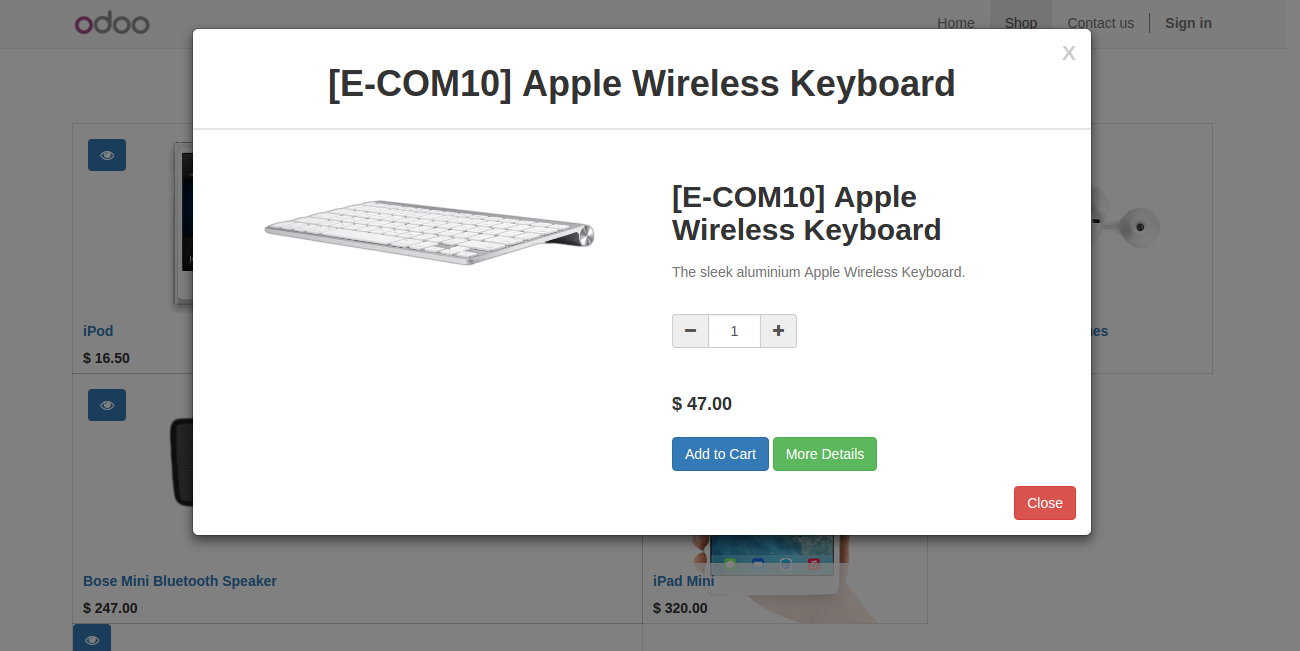 odoo
Home Shop Contact us Sign in
X
[E-COM10] Apple Wireless Keyboard
[E-COM10] Apple
Wireless Keyboard
The sleek aluminium Apple Wireless Keyboard.
1
$ 47.00
Add to Cart More Details
Close
iPod
$ 16.50
Bose Mini Bluetooth Speaker
$ 247.00
iPad Mini
$ 320.00